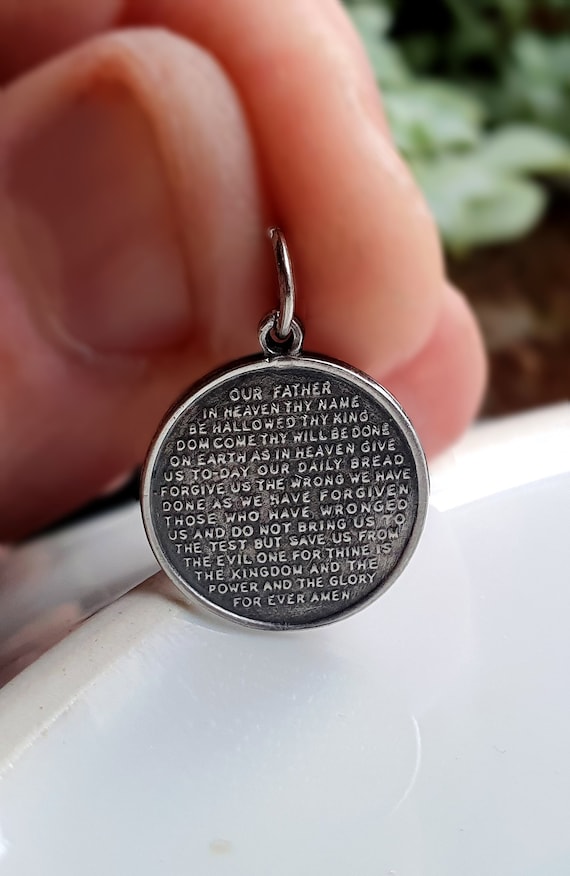 OUR FATHER
IN HEAVEN THY NAME
BE HALLOWED THY KING
DOM COME THY WILL BE DONE
ON EARTH AS IN HEAVEN GIVE
US TO-DAY OUR DAILY BREAD
FORGIVE US THE WRONG WE HAVE
DONE AS WE HAVE FORGIVEN
THOSE WHO HAVE WRONGED
US AND DO NOT BRING US TO
THE TEST BUT SAVE US FROM
THE EVIL ONE FOR THINE IS
THE KINGDOM AND THE
POWER AND THE GLORY
FOR EVER AMEN